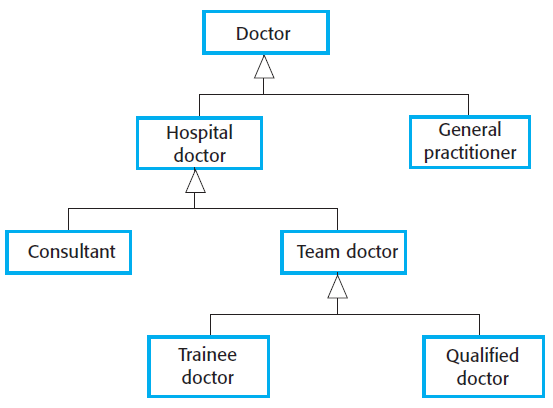 Doctor
Hospital
doctor
General
practitioner
Consultant
Team doctor
Trainee
doctor
Qualified
doctor